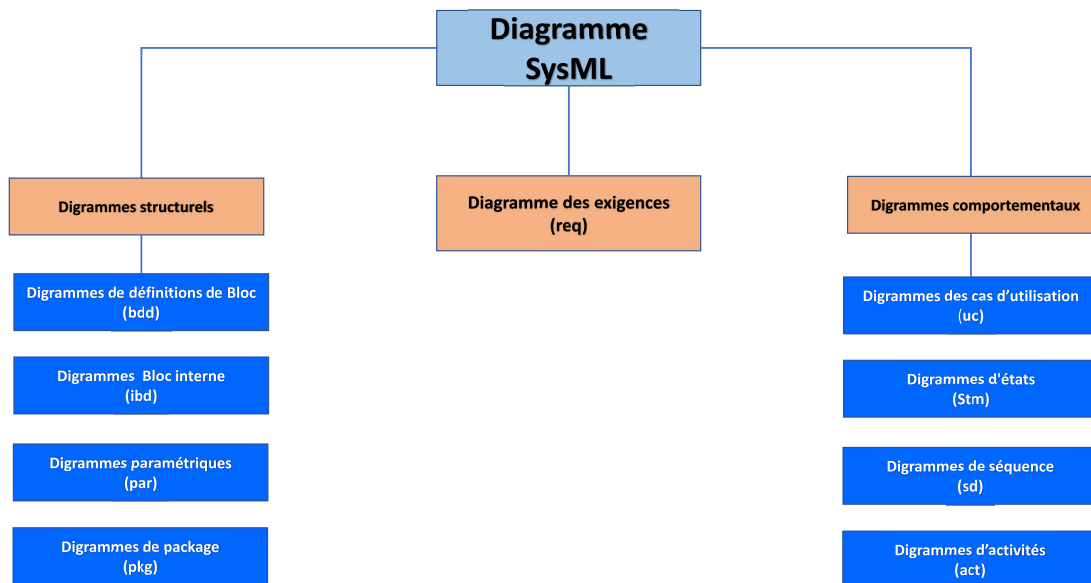 Diagramme
SysML
Digrammes structurels
Diagramme des exigences
(req)
Digrammes comportementaux
Digrammes de définitions de Bloc
(bdd)
Digrammes  Bloc interne
(ibd)
Digrammes paramétriques
(par)
Digrammes de package
(pkg)
Digrammes des cas d’utilisation
(uc)
Digrammes d'états
(Stm)
Digrammes de séquence
(sd)
Digrammes d’activités
(act)